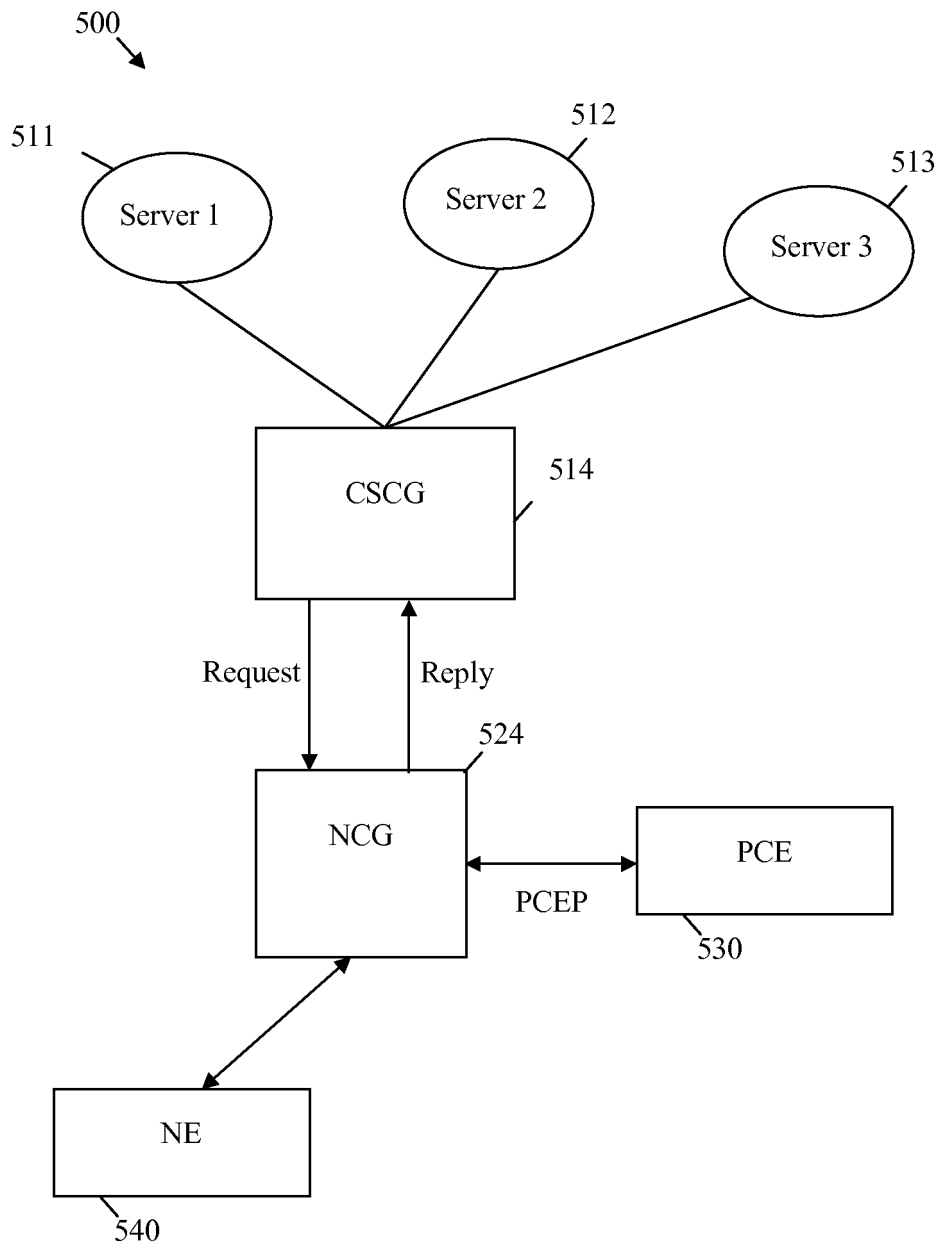 500
511
512
513
Server 1
Server 2
Server 3
CSCG
514
Request
Reply
524
NCG
PCE
PCEP
530
NE
540